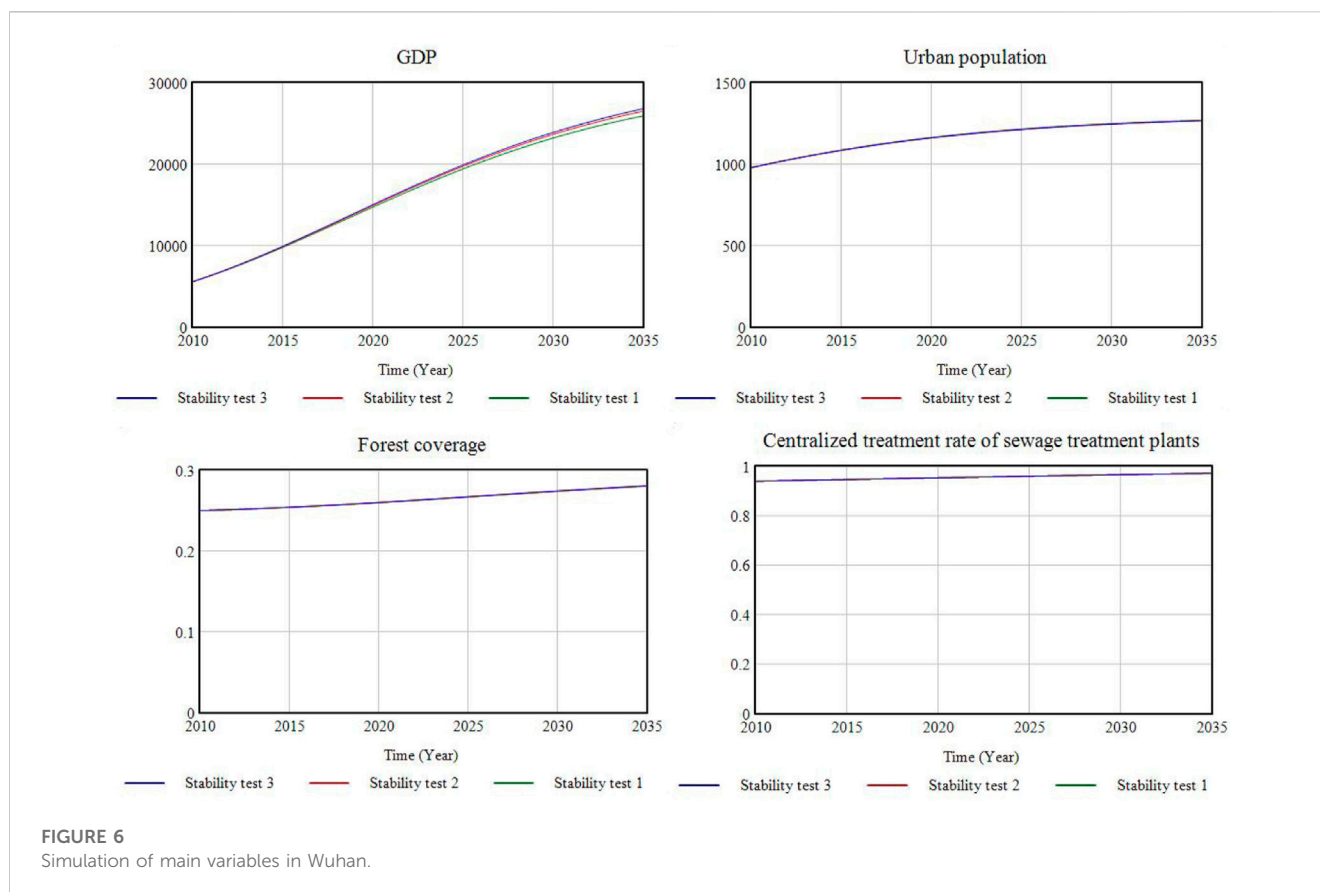 GDP
30000
20000
10000
0
2010 2015 2020 2025 2030 2035
Time (Year)
Stability test 3 Stability test 2 Stability test 1
Urban population
1500
1000
500
0
2010 2015 2020 2025 2030 2035
Time (Year)
Stability test 3 Stability test 2 Stability test 1
Forest coverage
0.3
0.2
0.1
0
2010 2015 2020 2025 2030 2035
Time (Year)
Stability test 3 Stability test 2 Stability test 1
Centralized treatment rate of sewage treatment plants
1
0.8
0.6
0.4
0.2
0
2010 2015 2020 2025 2030 2035
Time (Year)
Stability test 3 Stability test 2 Stability test 1
FIGURE 6
Simulation of main variables in Wuhan.